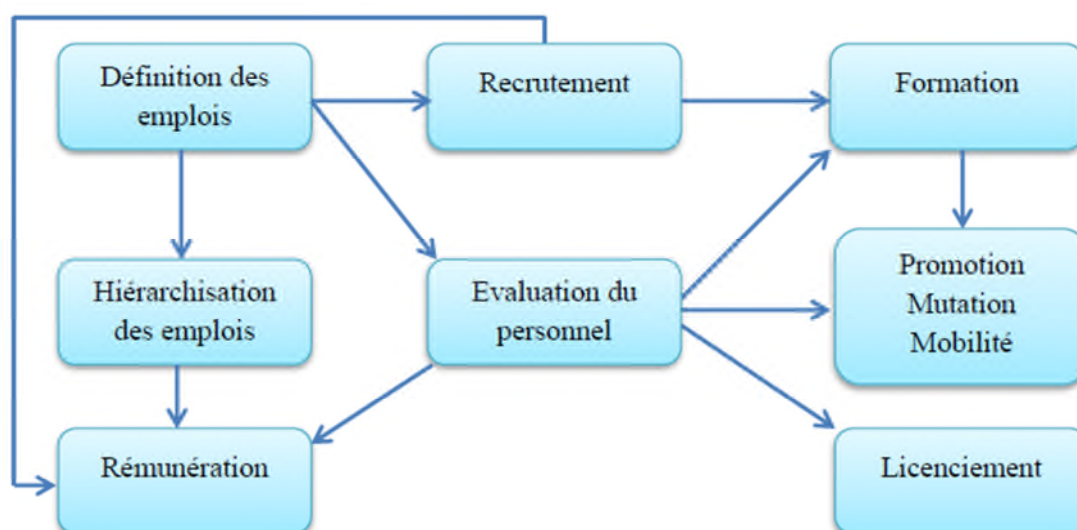 Définition des
emplois
Recrutement
Formation
Hiérarchisation
des emplois
Evaluation du
personnel
Promotion
Mutation
Mobilité
Rémunération
Licenciement